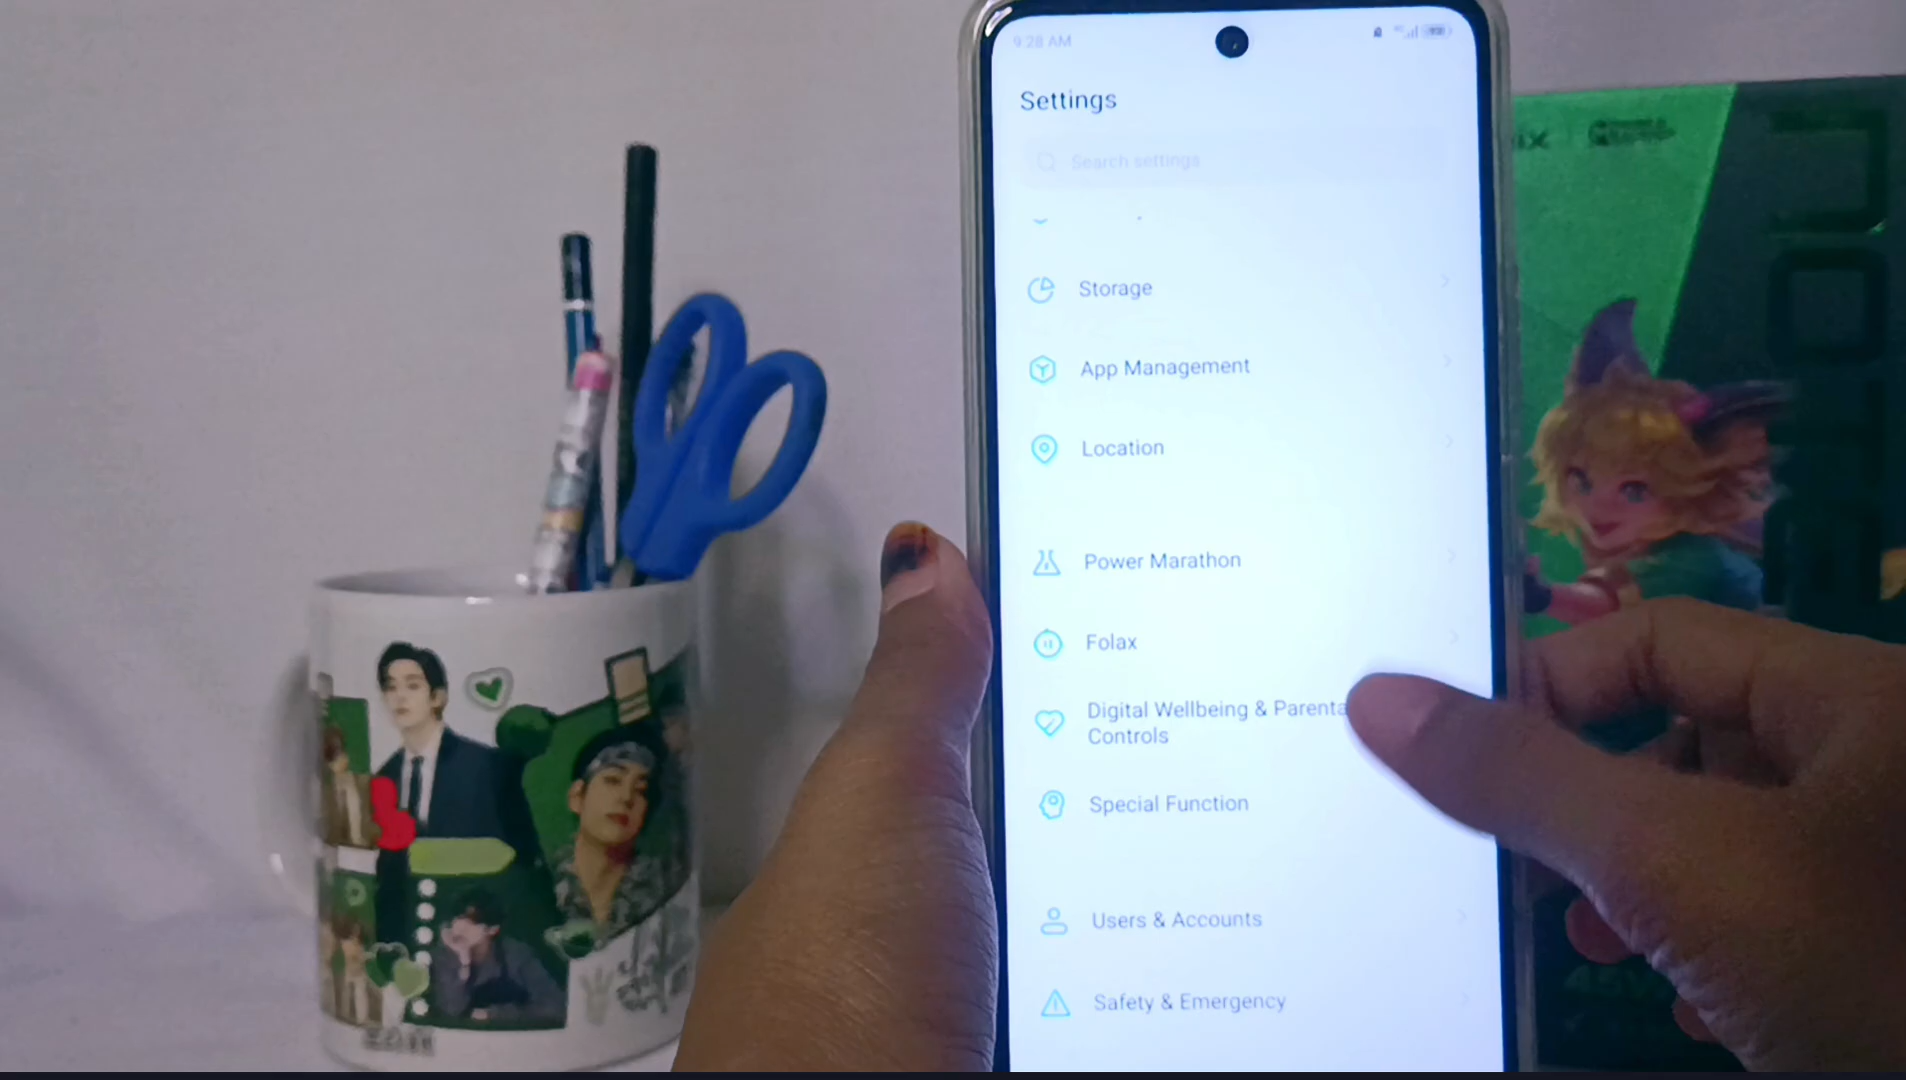 9:28 AM
Settings
Search settings
Storage
App Management
Location
Power Marathon
Folax
Digital Wellbeing & Parenta
Controls
Special Function
Users & Accounts
Safety & Emergency